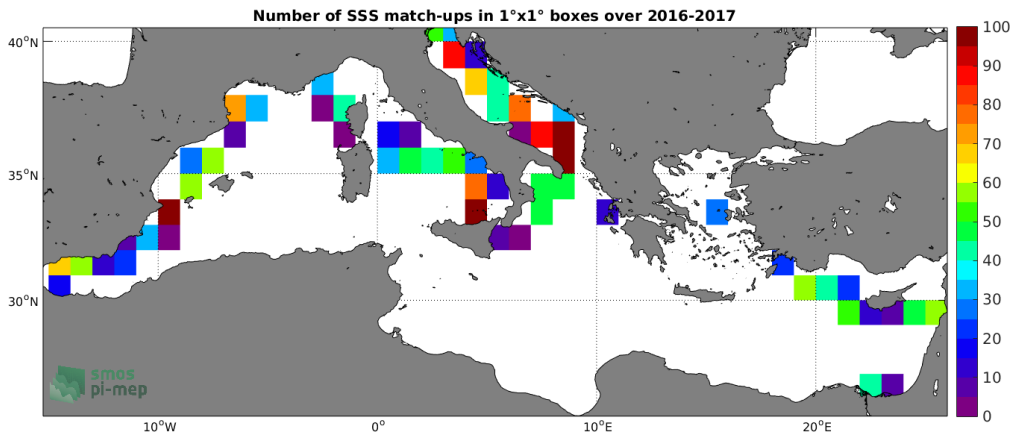 Number of SSS match-ups in 1°x1° boxes over 2016-2017
40°N
35°N
30°N
10°W
0°
10°E
20°E
100
90
80
70
60
50
40
30
20
10
0
smos
pi-mep